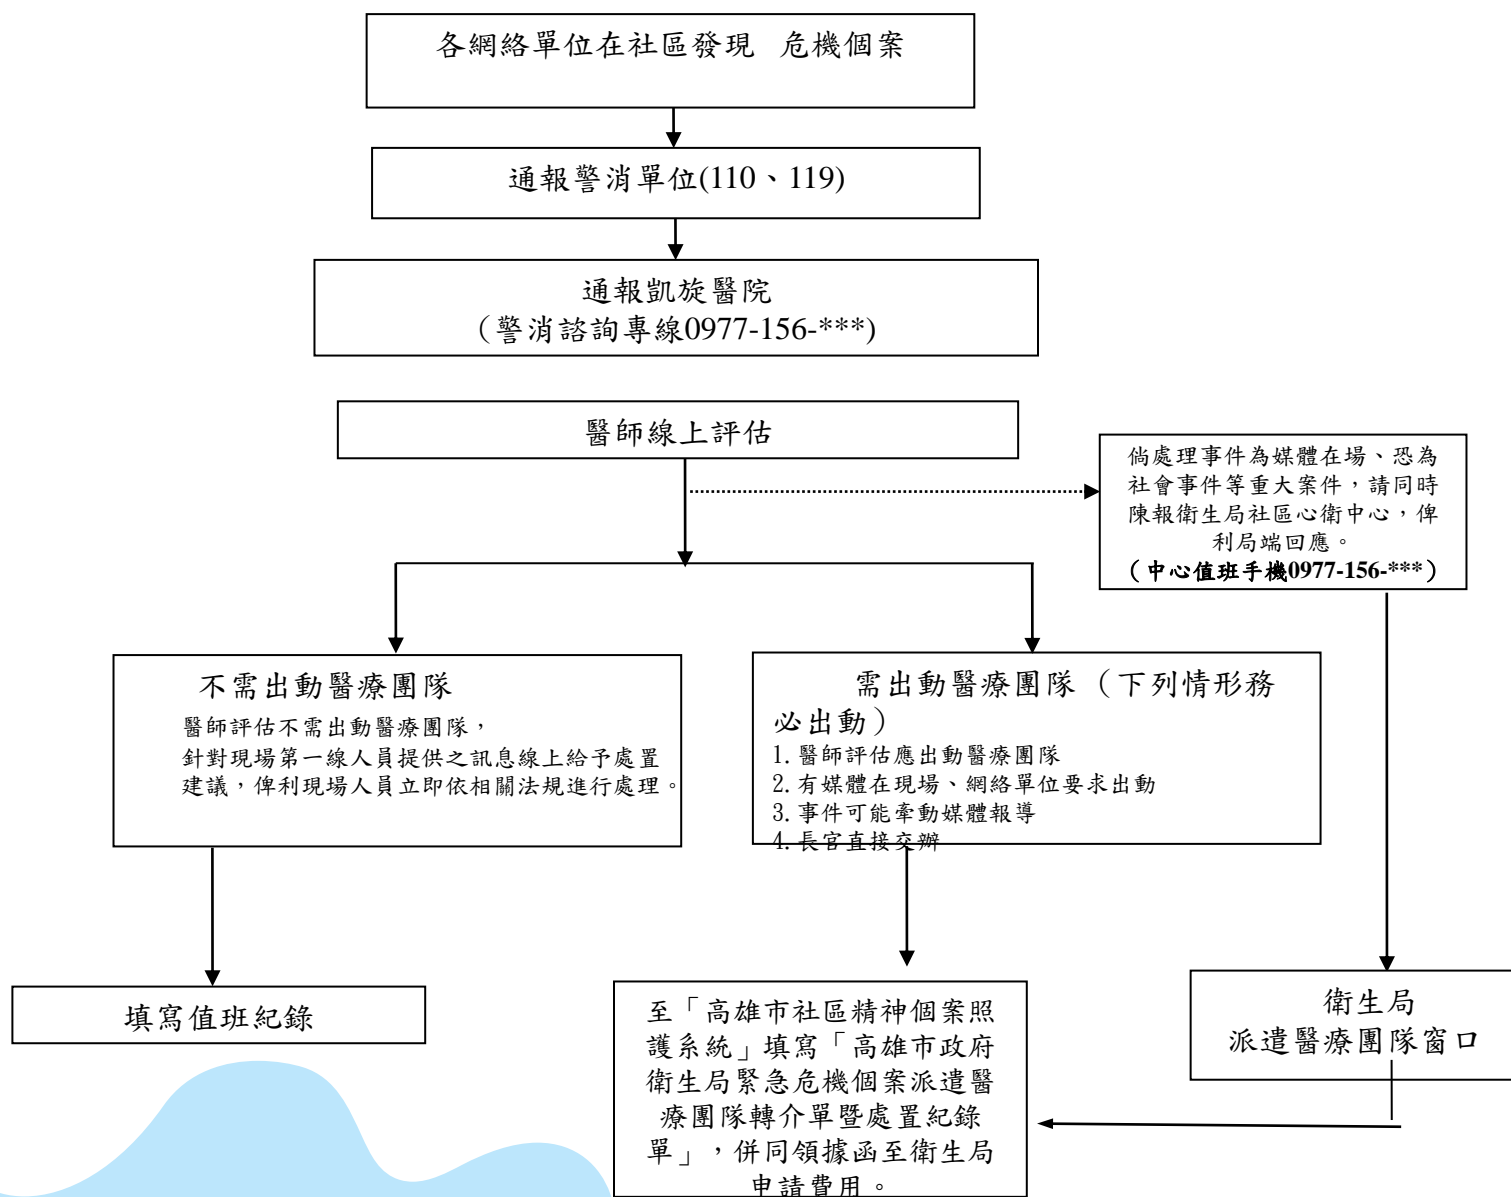 各網絡單位在社區發現 危機個案
通報警消單位(110、119)
通報凱旋醫院
（警消諮詢專線0977-156-***)
醫師線上評估
倘處理事件為媒體在場、恐為
社會事件等重大案件，請同時
陳報衛生局社區心衛中心，俾
利局端回應。
（中心值班手機0977-156-***）
不需出動醫療團隊
醫師評估不需出動醫療團隊，
針對現場第一線人員提供之訊息線上給予處置
建議，俾利現場人員立即依相關法規進行處理。
需出動醫療團隊（下列情形務
必出動）
1.醫師評估應出動醫療團隊
2.有媒體在現場、網絡單位要求出動
3.事件可能牽動媒體報導
4.長官直接交辦
填寫值班紀錄
至「高雄市社區精神個案照
護系統」填寫「高雄市政府
衛生局緊急危機個案派遣醫
療團隊轉介單暨處置紀錄
單」，併同領據函至衛生局
申請費用。
衛生局
派遣醫療團隊窗口